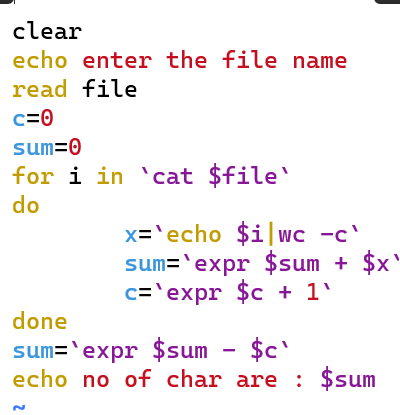 clear
echo enter the file name
read file
c=0
sum=0
for i in `cat $file`
do
        x=`echo $i|wc -c`
        sum=`expr $sum + $x`
        c=`expr $c + 1`
done
sum=`expr $sum - $c`
echo no of char are : $sum
~